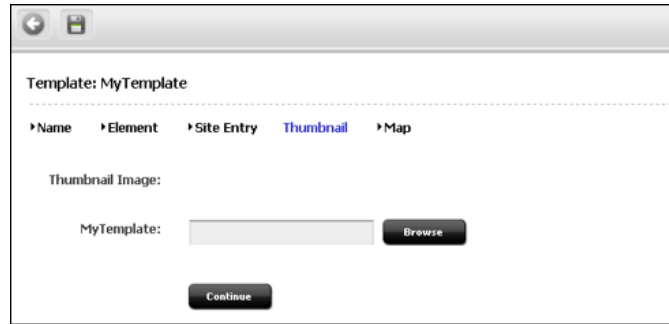 Template: MyTemplate
Name Element Site Entry Thumbnail Map
Thumbnail Image:
MyTemplate: Browse
Continue